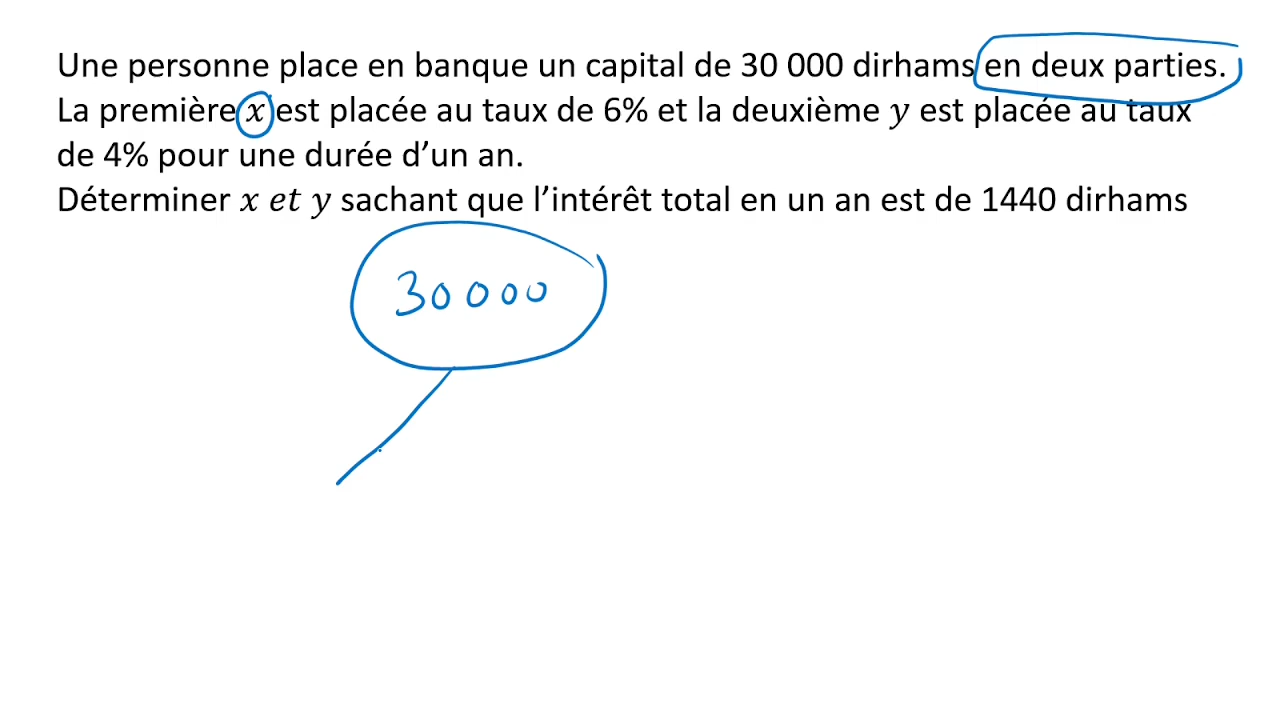 Une personne place en banque un capital de 30 000 dirhams en deux parties.
La première x est placée au taux de 6% et la deuxième y est placée au taux
de 4% pour une durée d’un an.
Déterminer x et y sachant que l’intérêt total en un an est de 1440 dirhams
30000